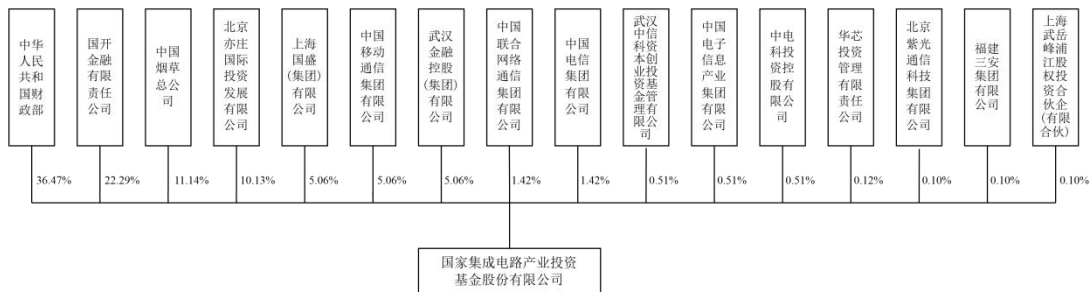 中华
人民
共和
国财
政部
国开
金融
有限
责任
公司
中国
烟草
总公
司
北京
亦庄
国际
投资
发展
有限
公司
上海
国盛
(集团)
有限
公司
中国
移动
通信
集团
有限
公司
武汉
金融
控股
(集团)
有限
公司
中国
联合
网络
通信
集团
有限
公司
中国
电信
集团
有限
公司
武汉
中信
科资
本创
业投
资基
金管
理有
限公
司
中国
电子
信息
产业
集团
有限
公司
中电
科投
资控
股有
限公
司
华芯
投资
管理
有限
责任
公司
北京
紫光
通信
科技
集团
有限
公司
福建
三安
集团
有限
公司
上海
武岳
峰浦
江股
权投
资合
伙企
(有限
合伙)
36.47%
22.29%
11.14%
10.13%
5.06%
5.06%
5.06%
1.42%
1.42%
0.51%
0.51%
0.51%
0.12%
0.10%
0.10%
0.10%
国家集成电路产业投资
基金股份有限公司